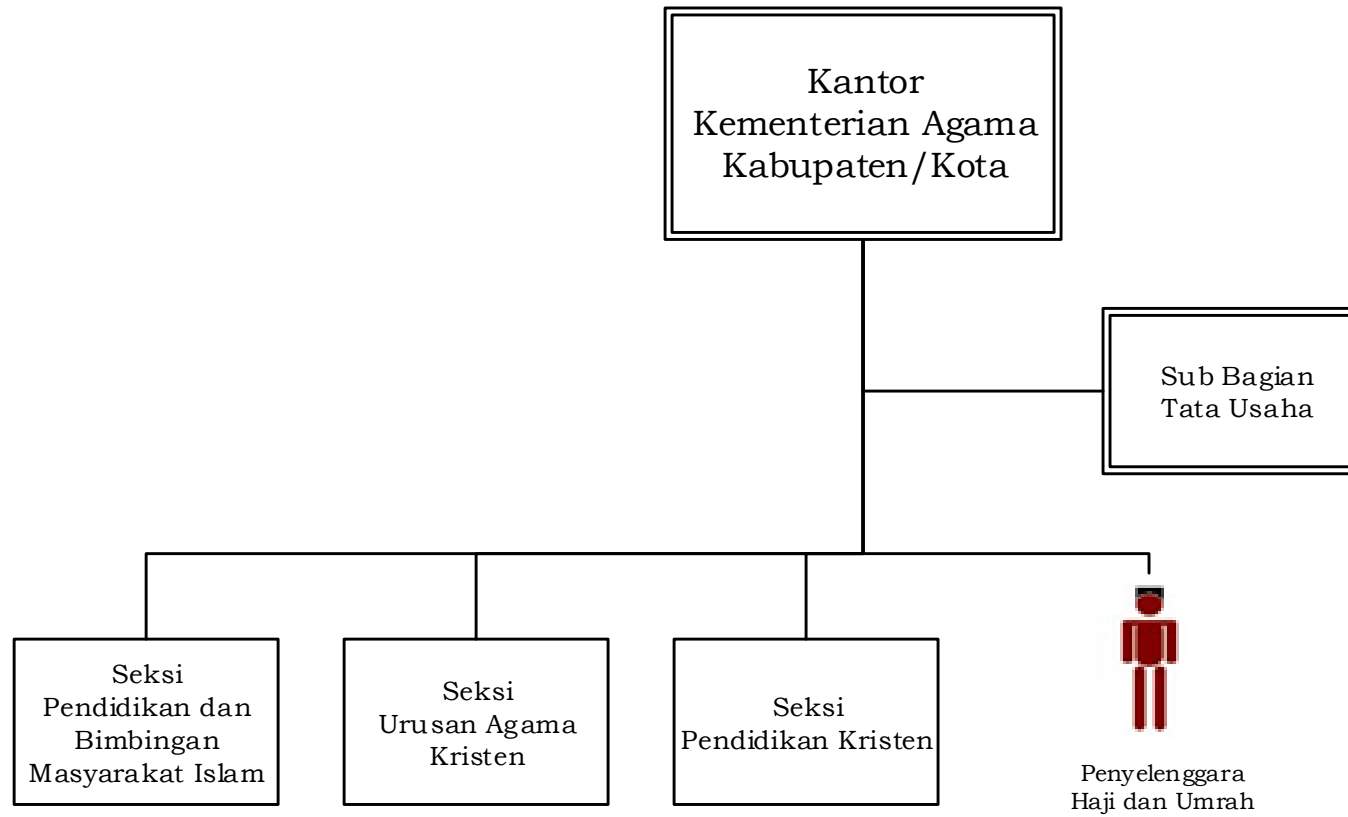 Kantor
Kementerian Agama
Kabupaten/Kota
Sub Bagian
Tata Usaha
Seksi
Pendidikan dan
Bimbingan
Masyarakat Islam
Seksi
Urusan Agama
Kristen
Seksi
Pendidikan Kristen
Penyelenggara
Haji dan Umrah